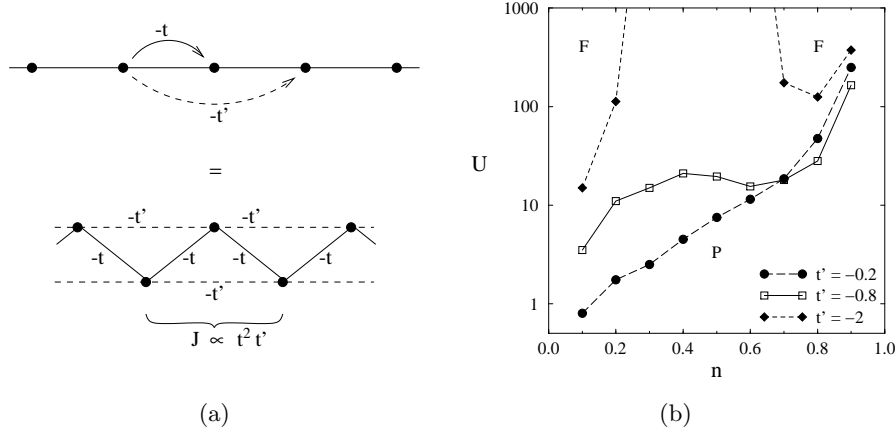 -t
-t'
=
-t' -t'
-t -t -t -t
-t'
J ∝ t² t'
(a)
1000
100
U
10
1
F F
P
t' = −0.2
t' = −0.8
t' = −2
0.0 0.2 0.4 0.6 0.8 1.0
n
(b)